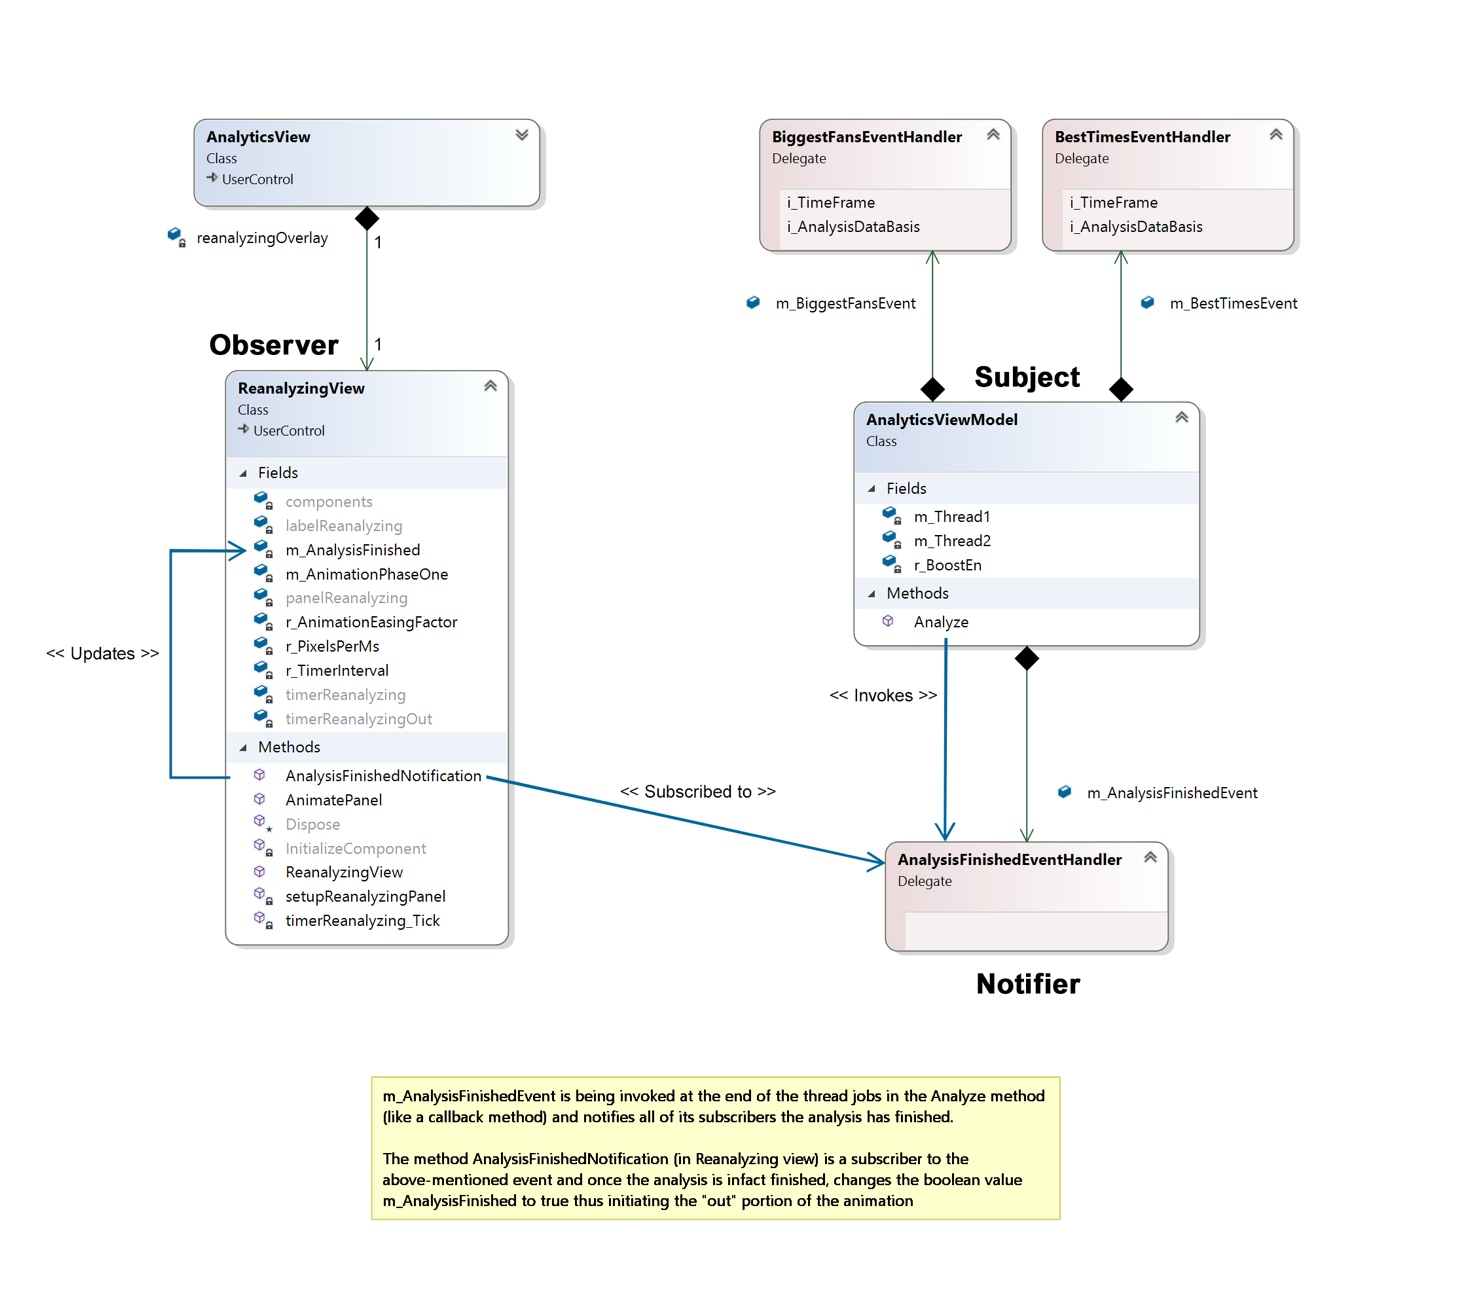 AnalyticsView
Class
UserControl
reanalyzingOverlay
1
1
Observer
ReanalyzingView
Class
UserControl
Fields
components
labelReanalyzing
m_AnalysisFinished
m_AnimationPhaseOne
panelReanalyzing
r_AnimationEasingFactor
r_PixelsPerMs
r_TimerInterval
timerReanalyzing
timerReanalyzingOut
Methods
AnalysisFinishedNotification
AnimatePanel
Dispose
InitializeComponent
ReanalyzingView
setupReanalyzingPanel
timerReanalyzing_Tick
<< Updates >>
<< Subscribed to >>
BiggestFansEventHandler
Delegate
i_TimeFrame
i_AnalysisDataBasis
BestTimesEventHandler
Delegate
i_TimeFrame
i_AnalysisDataBasis
m_BiggestFansEvent
m_BestTimesEvent
Subject
AnalyticsViewModel
Class
Fields
m_Thread1
m_Thread2
r_BoostEn
Methods
Analyze
<< Invokes >>
m_AnalysisFinishedEvent
AnalysisFinishedEventHandler
Delegate
Notifier
m_AnalysisFinishedEvent is being invoked at the end of the thread jobs in the Analyze method
(like a callback method) and notifies all of its subscribers the analysis has finished.
The method AnalysisFinishedNotification (in Reanalyzing view) is a subscriber to the
above-mentioned event and once the analysis is infact finished, changes the boolean value
m_AnalysisFinished to true thus initiating the "out" portion of the animation